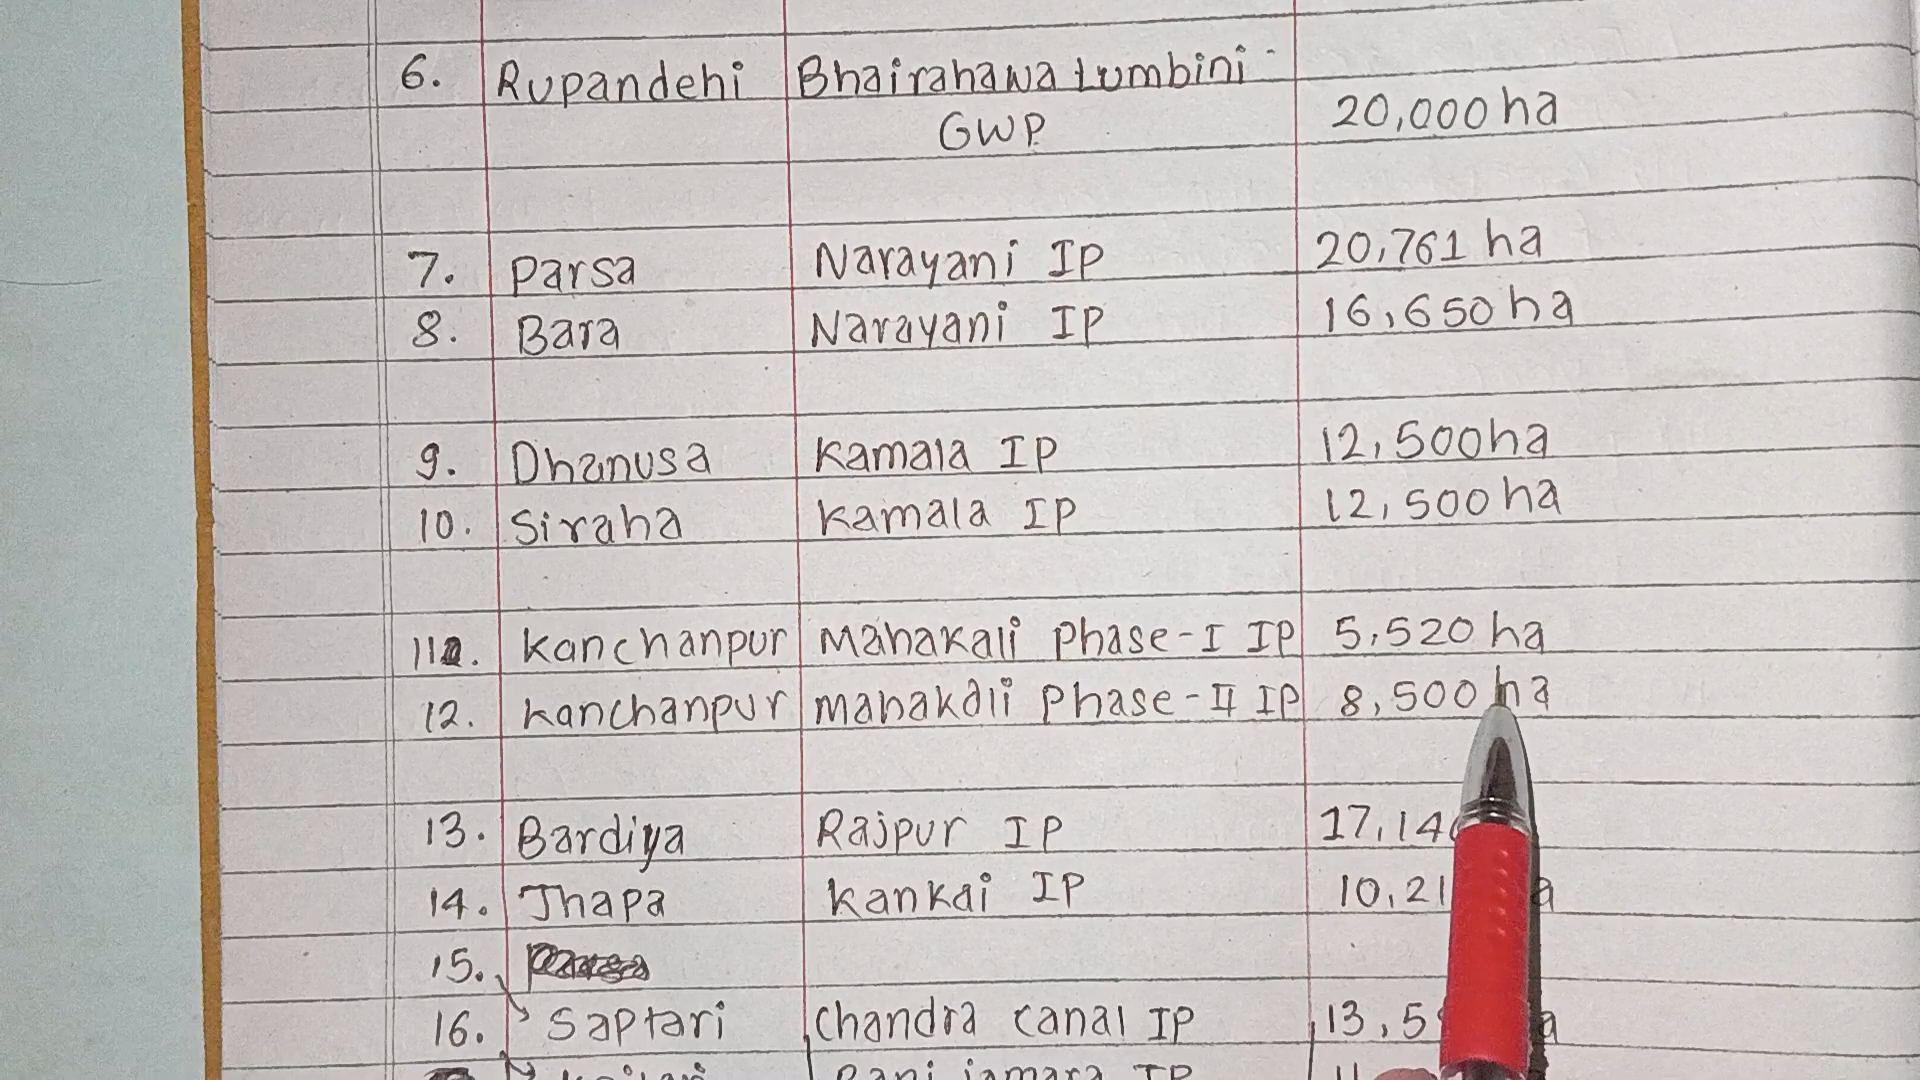 6. Rupandehi Bhairahawa Lumbini
GWP 20,000 ha
7. Parsa Narayani IP 20,761 ha
8. Bara Narayani IP 16,650 ha
9. Dhanusa Kamala IP 12,500 ha
10. Siraha Kamala IP 12,500 ha
11. Kanchanpur Mahakali Phase-I IP 5,520 ha
12. Kanchanpur Mahakali Phase-II IP 8,500 ha
13. Bardiya Rajpur IP
14. Jhapa Kankai IP
15.
16. Saptari Chandra Canal IP
IP